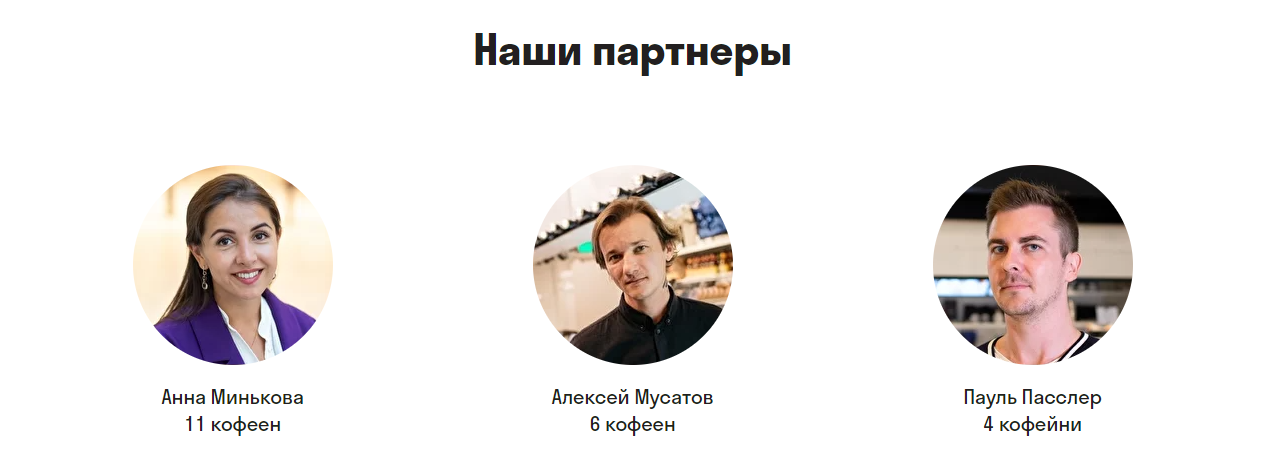 Наши партнеры
Анна Минькова
11 кофеен
Алексей Мусатов
6 кофеен
Пауль Пасслер
4 кофейни